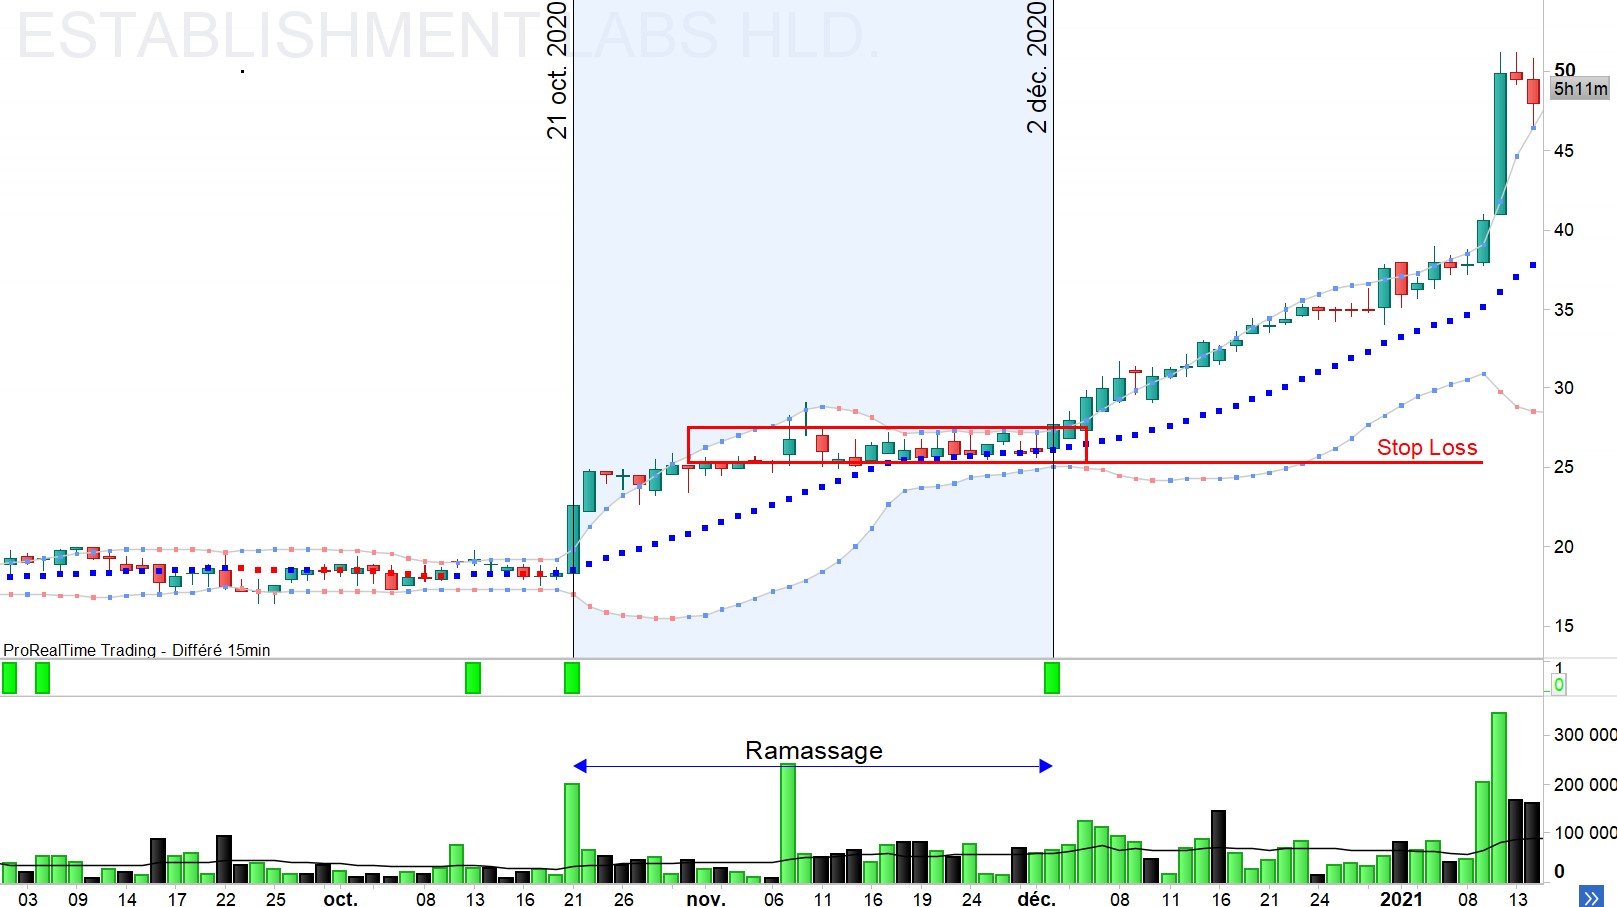 ESTABLISHMENT LABS HLD.
21 oct. 2020
2 déc. 2020
50
5h11m
45
40
35
30
Stop Loss
25
20
15
ProRealTime Trading - Différé 15min
1
0
Ramassage
300 000
200 000
100 000
0
03 09 14 17 22 25 oct. 08 13 16 21 26 nov. 08 11 16 19 24 déc. 08 11 16 21 24 29 2021 08 13